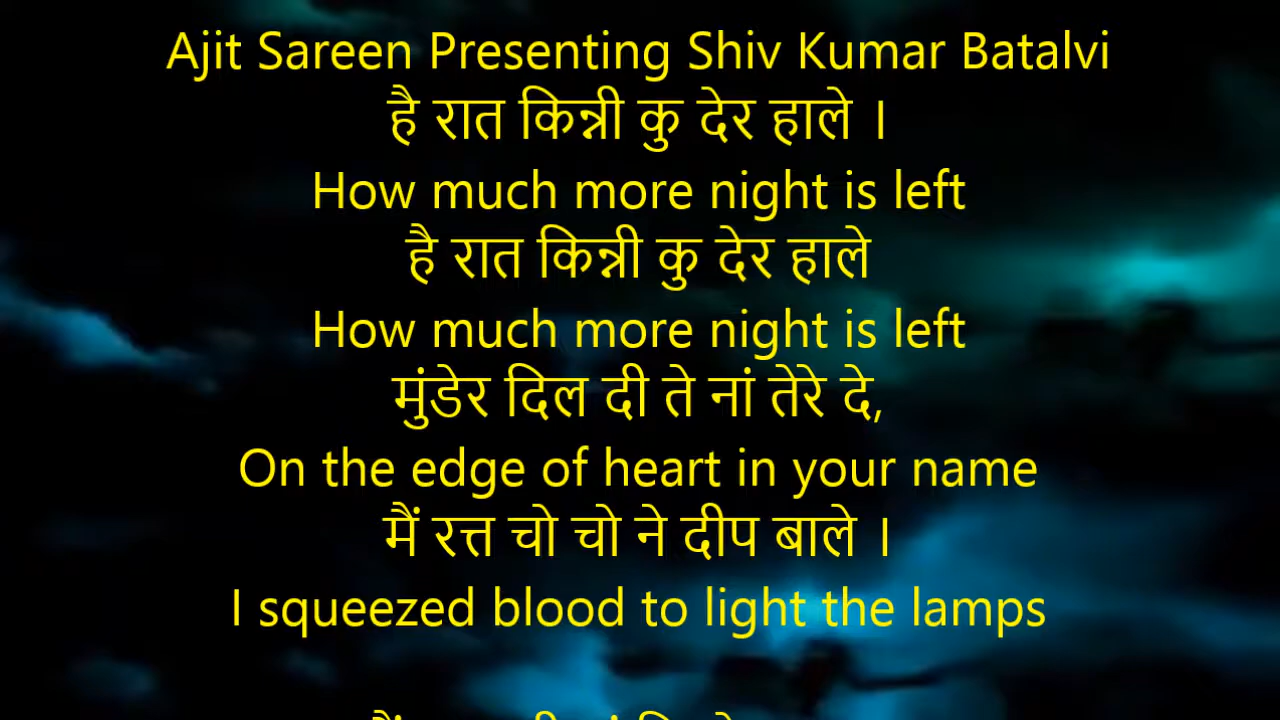 Ajit Sareen Presenting Shiv Kumar Batalvi
है रात किन्नी कु देर हाले ।
How much more night is left
है रात किन्नी कु देर हाले
How much more night is left
मुंडेर दिल दी ते नां तेरे दे,
On the edge of heart in your name
मैं रत्त चो चो ने दीप बाले ।
I squeezed blood to light the lamps